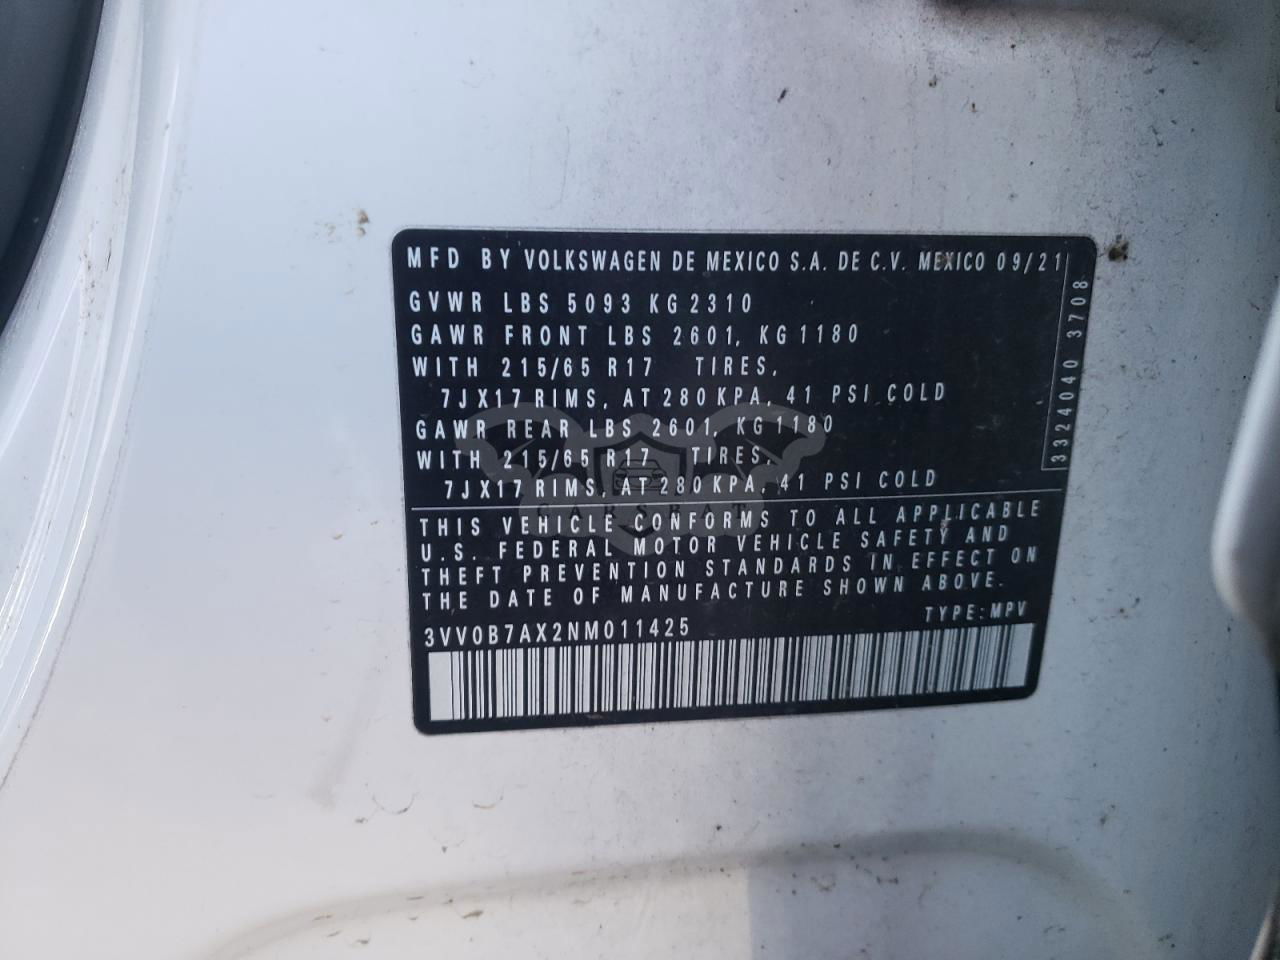 MFD BY VOLKSWAGEN DE MEXICO S.A. DE C.V. MEXICO 09/21
GVWR LBS 5093 KG 2310
GAWR FRONT LBS 2601, KG 1180
WITH 215/65 R17 TIRES,
7JX17 RIMS, AT 280 KPA, 41 PSI COLD
GAWR REAR LBS 2601, KG 1180
WITH 215/65 R17 TIRES,
7JX17 RIMS, AT 280 KPA, 41 PSI COLD
3324040 3708
CARSBAT
THIS VEHICLE CONFORMS TO ALL APPLICABLE
U.S. FEDERAL MOTOR VEHICLE SAFETY AND
THEFT PREVENTION STANDARDS IN EFFECT ON
THE DATE OF MANUFACTURE SHOWN ABOVE.
TYPE: MPV
3VV0B7AX2NM011425